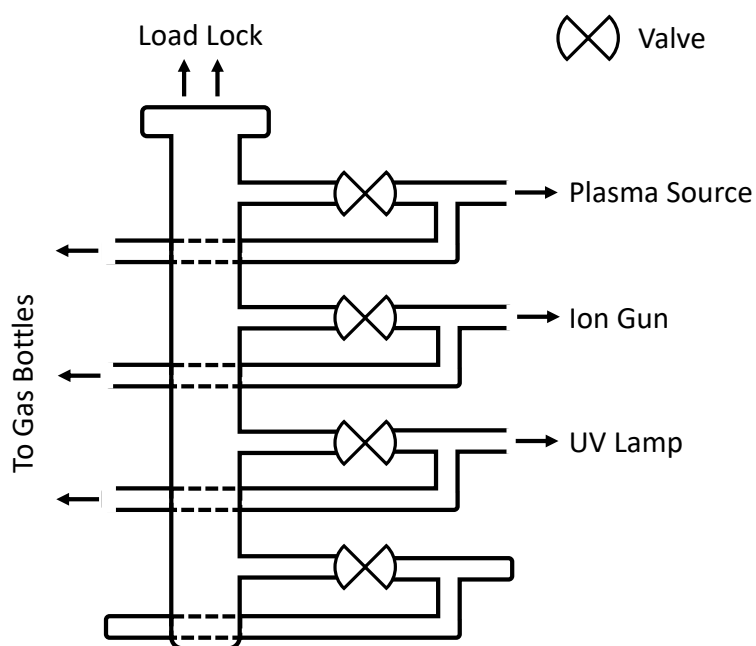 Load Lock
Valve
Plasma Source
Ion Gun
To Gas Bottles
UV Lamp